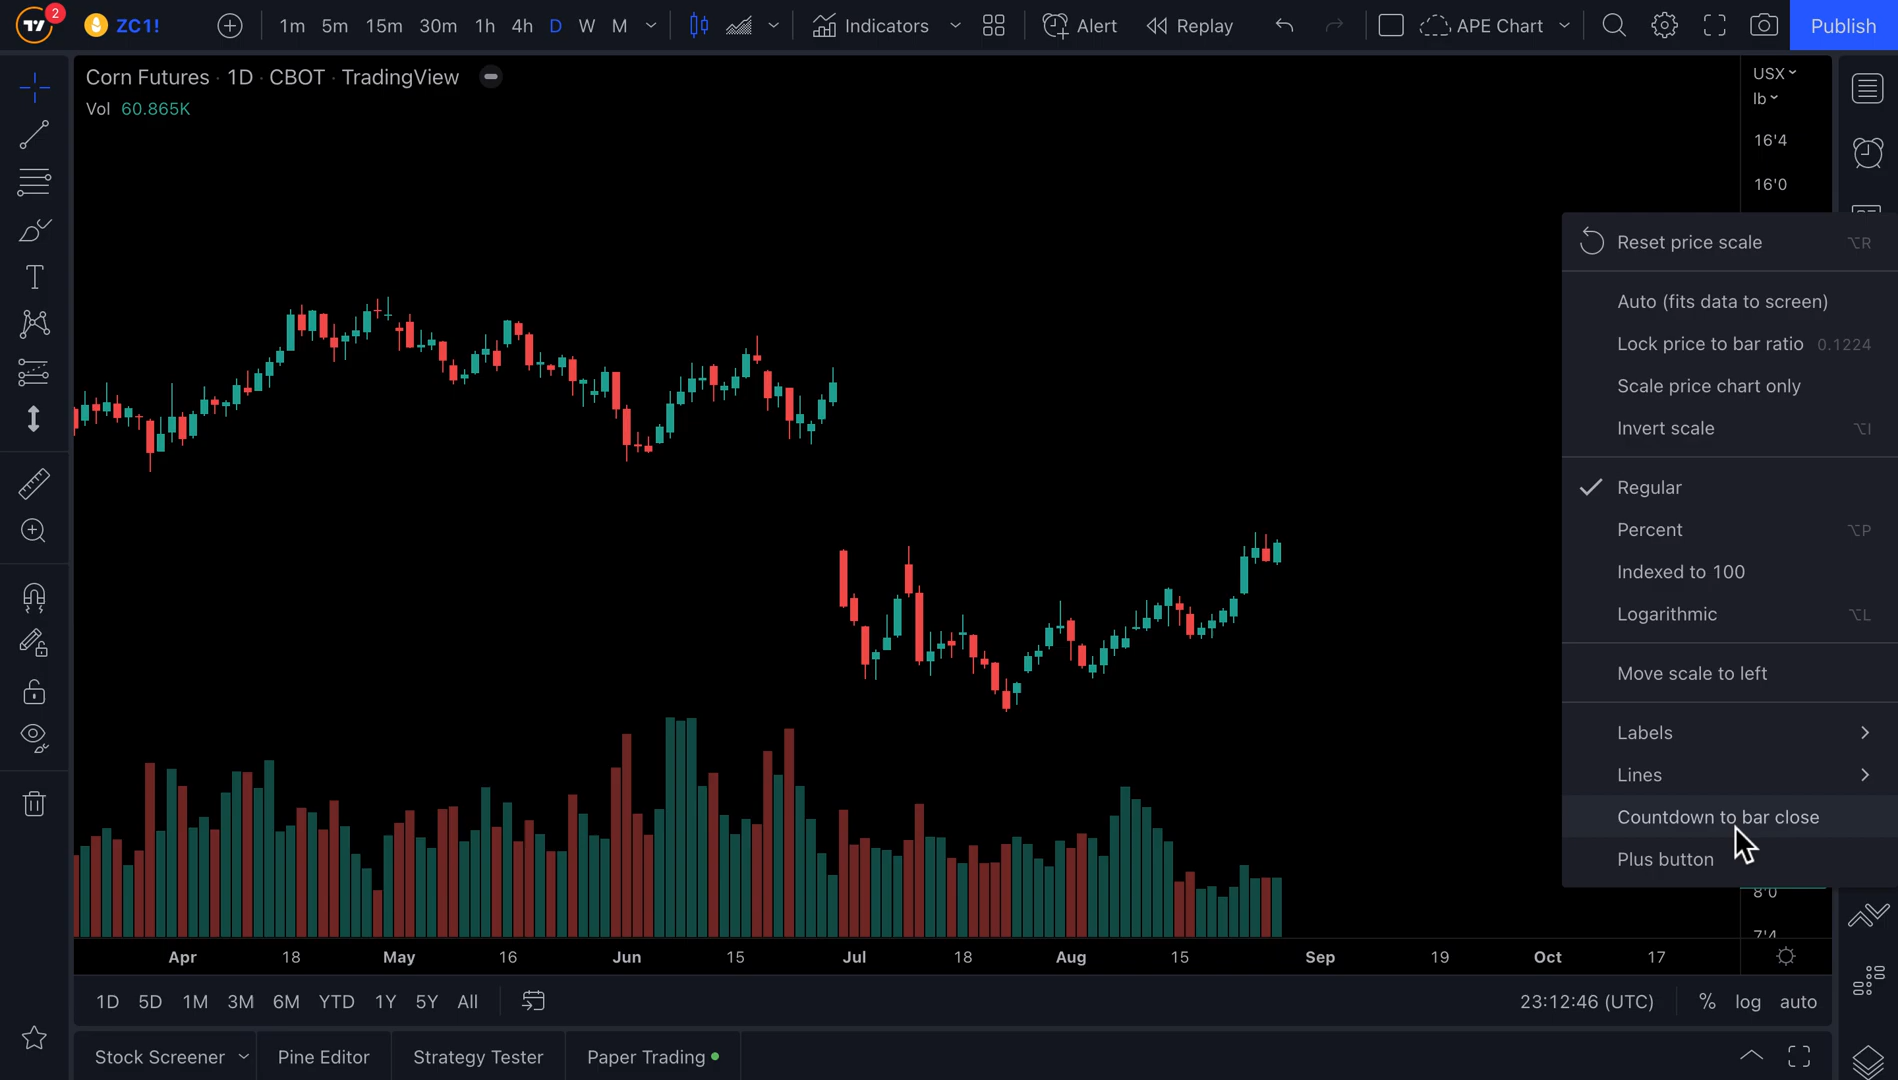 2
ZC1!
1m 5m 15m 30m 1h 4h D W M
Indicators
Alert
Replay
APE Chart
Publish
Corn Futures · 1D · CBOT · TradingView
Vol 60.865K
USX
lb
16'4
16'0
Reset price scale ⌥R
Auto (fits data to screen)
Lock price to bar ratio 0.1224
Scale price chart only
Invert scale ⌥I
Regular
Percent ⌥P
Indexed to 100
Logarithmic ⌥L
Move scale to left
Labels
Lines
Countdown to bar close
Plus button
8'0
7'4
Apr 18 May 16 Jun 15 Jul 18 Aug 15 Sep 19 Oct 17
1D 5D 1M 3M 6M YTD 1Y 5Y All
23:12:46 (UTC) % log auto
Stock Screener Pine Editor Strategy Tester Paper Trading